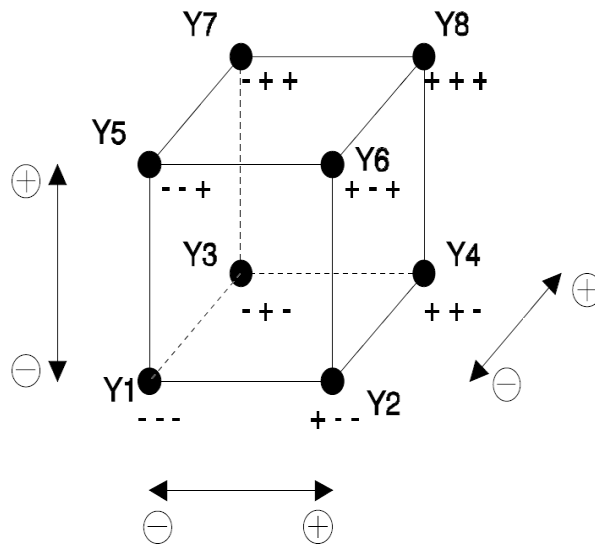 Y7 Y8
- + + + + +
Y5 Y6
⊕ - - + + - +
Y3 Y4
- + - + + - ⊕
⊖ Y1 Y2 ⊖
- - - + - -
⊖ ⊕